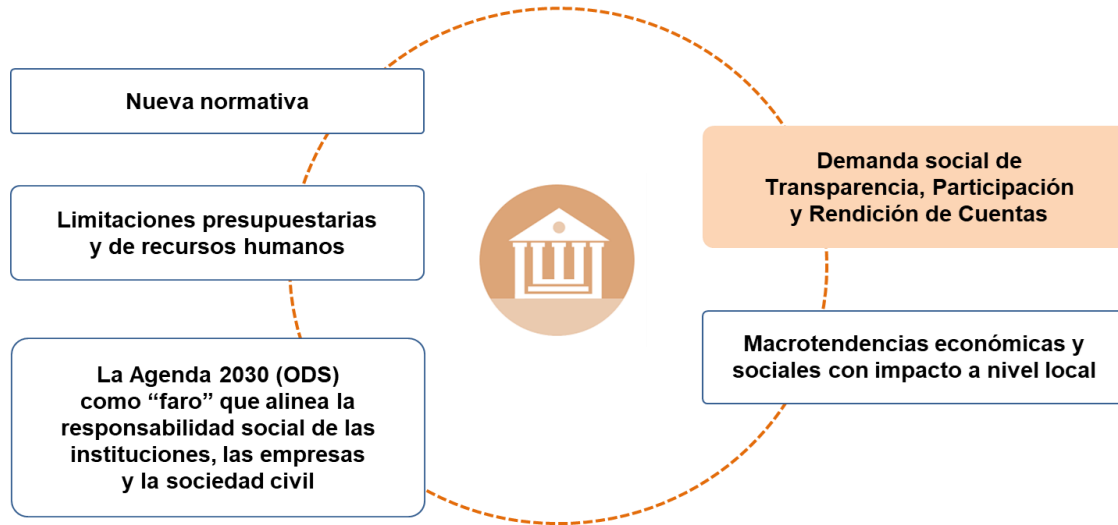 Nueva normativa
Limitaciones presupuestarias
y de recursos humanos
La Agenda 2030 (ODS)
como “faro” que alinea la
responsabilidad social de las
instituciones, las empresas
y la sociedad civil
Demanda social de
Transparencia, Participación
y Rendición de Cuentas
Macrotendencias económicas y
sociales con impacto a nivel local